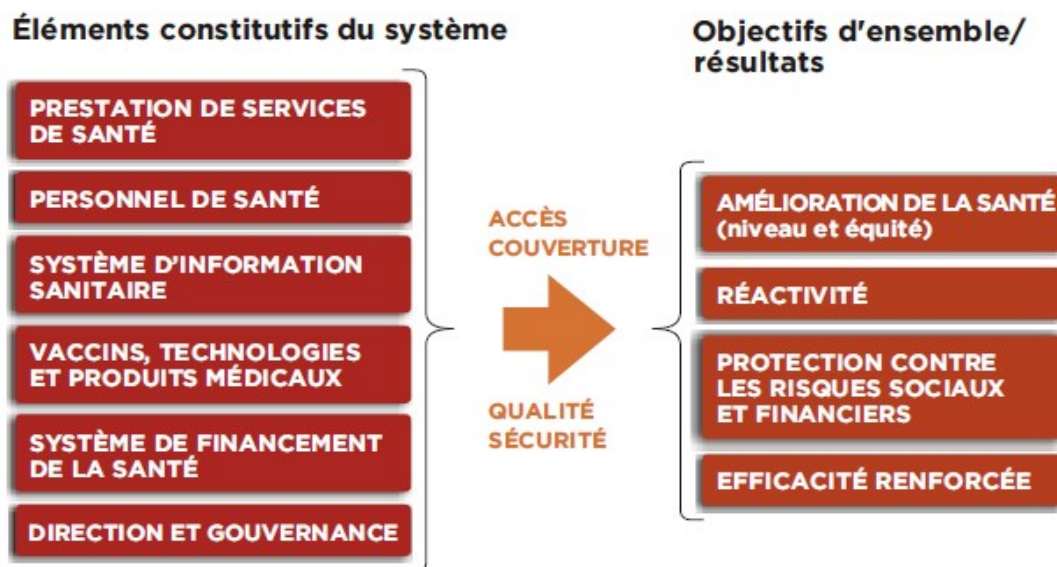 Éléments constitutifs du système
PRESTATION DE SERVICES
DE SANTÉ
PERSONNEL DE SANTÉ
SYSTÈME D'INFORMATION
SANITAIRE
VACCINS, TECHNOLOGIES
ET PRODUITS MÉDICAUX
SYSTÈME DE FINANCEMENT
DE LA SANTÉ
DIRECTION ET GOUVERNANCE
ACCÈS
COUVERTURE
QUALITÉ
SÉCURITÉ
Objectifs d'ensemble/
résultats
AMÉLIORATION DE LA SANTÉ
(niveau et équité)
RÉACTIVITÉ
PROTECTION CONTRE
LES RISQUES SOCIAUX
ET FINANCIERS
EFFICACITÉ RENFORCÉE